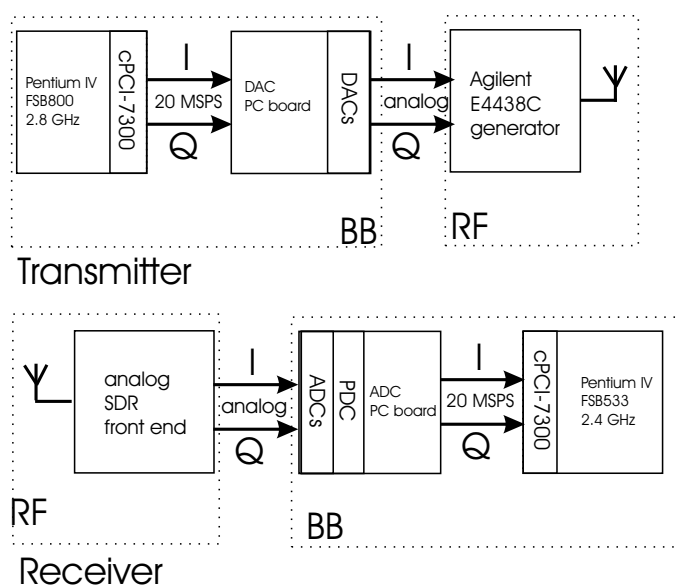 Pentium IV
FSB800
2.8 GHz
cPCI-7300
I
20 MSPS
Q
DAC
PC board
DACs
I
analog
Q
Agilent
E4438C
generator
BB
RF
Transmitter
analog
SDR
front end
I
analog
Q
ADCs
PDC
ADC
PC board
I
20 MSPS
Q
cPCI-7300
Pentium IV
FSB533
2.4 GHz
RF
BB
Receiver